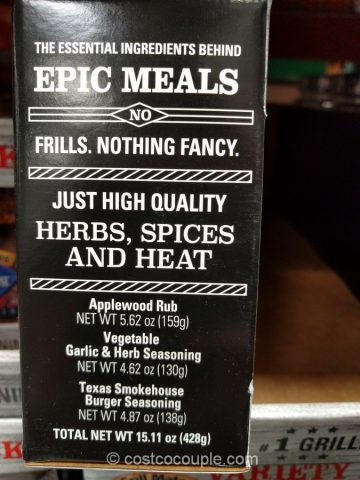 THE ESSENTIAL INGREDIENTS BEHIND
EPIC MEALS
NO
FRILLS. NOTHING FANCY.
JUST HIGH QUALITY
HERBS, SPICES
AND HEAT
Applewood Rub
NET WT 5.62 oz (159g)
Vegetable
Garlic & Herb Seasoning
NET WT 4.62 oz (130g)
Texas Smokehouse
Burger Seasoning
NET WT 4.87 oz (138g)
TOTAL NET WT 15.11 oz (428g)
#1 GRILL
VARIETY
© costcocouple.com